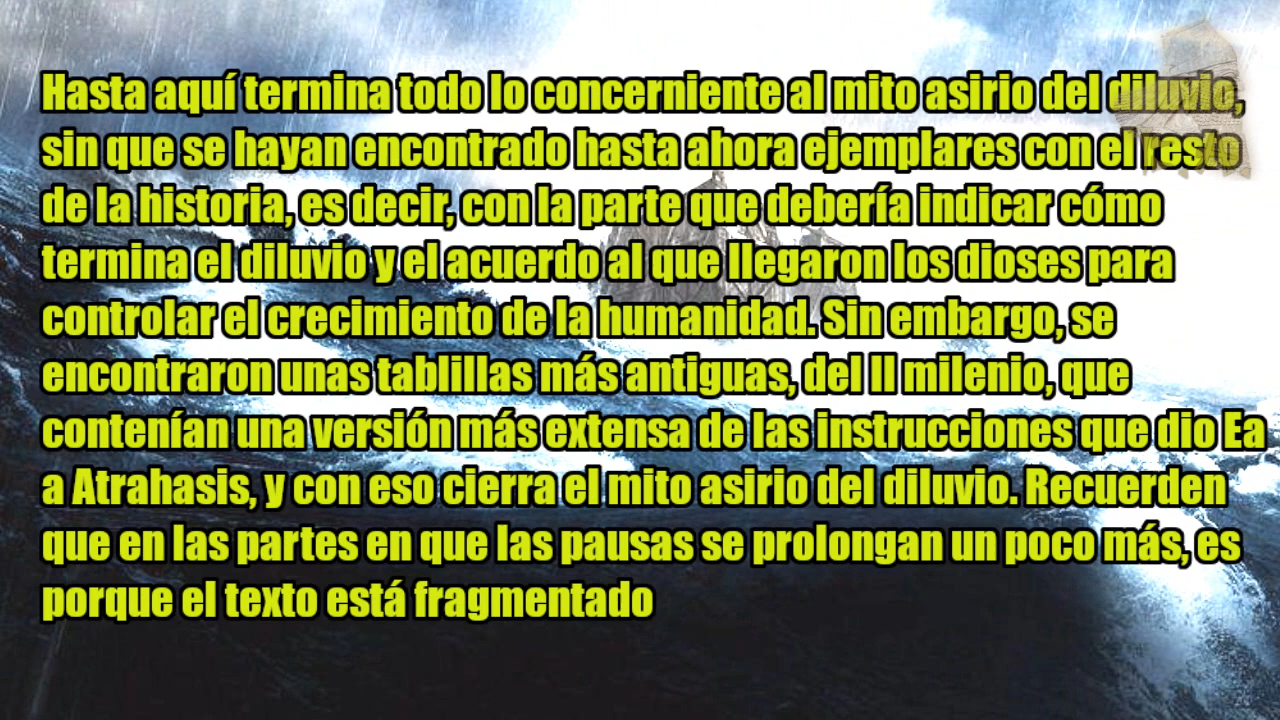 Hasta aquí termina todo lo concerniente al mito asirio del diluvio,
sin que se hayan encontrado hasta ahora ejemplares con el resto
de la historia, es decir, con la parte que debería indicar cómo
termina el diluvio y el acuerdo al que llegaron los dioses para
controlar el crecimiento de la humanidad. Sin embargo, se
encontraron unas tablillas más antiguas, del II milenio, que
contenían una versión más extensa de las instrucciones que dio Ea
a Atrahasis, y con eso cierra el mito asirio del diluvio. Recuerden
que en las partes en que las pausas se prolongan un poco más, es
porque el texto está fragmentado